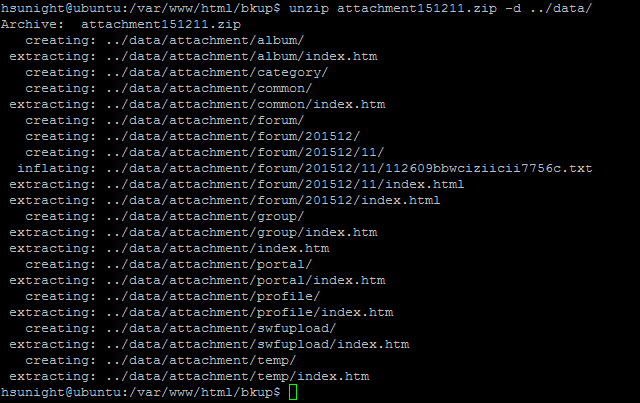 hsunight@ubuntu:/var/www/html/bkup$ unzip attachment151211.zip -d ../data/
Archive:  attachment151211.zip
   creating: ../data/attachment/album/
 extracting: ../data/attachment/album/index.htm
   creating: ../data/attachment/category/
   creating: ../data/attachment/common/
 extracting: ../data/attachment/common/index.htm
   creating: ../data/attachment/forum/
   creating: ../data/attachment/forum/201512/
   creating: ../data/attachment/forum/201512/11/
  inflating: ../data/attachment/forum/201512/11/112609bbwciziicii7756c.txt
 extracting: ../data/attachment/forum/201512/11/index.html
 extracting: ../data/attachment/forum/201512/index.html
   creating: ../data/attachment/group/
 extracting: ../data/attachment/group/index.htm
 extracting: ../data/attachment/index.htm
   creating: ../data/attachment/portal/
 extracting: ../data/attachment/portal/index.htm
   creating: ../data/attachment/profile/
 extracting: ../data/attachment/profile/index.htm
   creating: ../data/attachment/swfupload/
 extracting: ../data/attachment/swfupload/index.htm
   creating: ../data/attachment/temp/
 extracting: ../data/attachment/temp/index.htm
hsunight@ubuntu:/var/www/html/bkup$